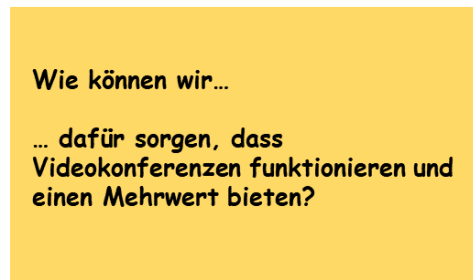 Wie können wir…
… dafür sorgen, dass
Videokonferenzen funktionieren und
einen Mehrwert bieten?